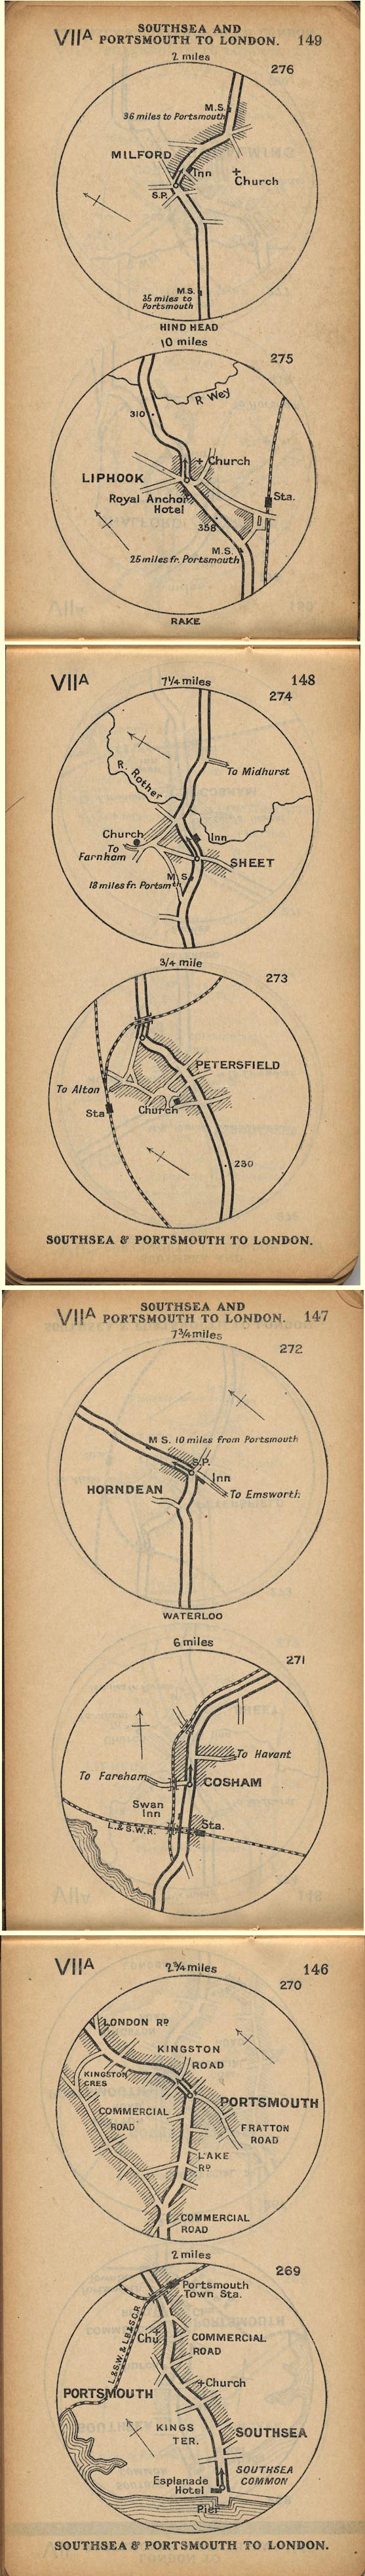 VIIA
SOUTHSEA AND
PORTSMOUTH TO LONDON. 149
2 miles
276
M.S.
36 miles to Portsmouth
MILFORD
Inn
Church
S.P.
M.S.
35 miles to
Portsmouth
HIND HEAD
10 miles
275
R Wey
310
Church
LIPHOOK
Royal Anchor
Hotel
Sta.
358
M.S.
25 miles fr. Portsmouth
RAKE
VIIA
7¼ miles
148
274
To Midhurst
R. Rother
Church
Inn
To
Farnham
SHEET
M.S.
18 miles fr. Portsmth
3/4 mile
273
PETERSFIELD
To Alton
Sta
Church
230
SOUTHSEA & PORTSMOUTH TO LONDON.
VIIA
SOUTHSEA AND
PORTSMOUTH TO LONDON. 147
7¾ miles
272
M S. 10 miles from Portsmouth
S.P.
Inn
HORNDEAN
To Emsworth
WATERLOO
6 miles
271
To Havant
To Fareham
COSHAM
Swan
Inn
L.& S.W.R.
Sta.
VIIA
2¾ miles
146
270
LONDON RD
KINGSTON
ROAD
KINGSTON
CRES
PORTSMOUTH
COMMERCIAL
ROAD
FRATTON
ROAD
LAKE
RD
COMMERCIAL
ROAD
2 miles
269
Portsmouth
Town Sta.
L.&S.W.& L.B.& S.C.R.
Chu.
COMMERCIAL
ROAD
Church
PORTSMOUTH
KINGS
TER.
SOUTHSEA
SOUTHSEA
COMMON
Esplanade
Hotel
Pier
SOUTHSEA & PORTSMOUTH TO LONDON.